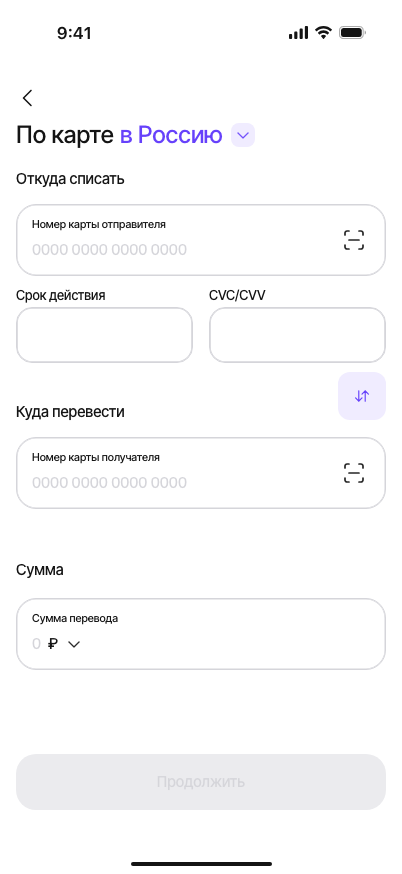 9:41
По карте в Россию
Откуда списать
Номер карты отправителя
0000 0000 0000 0000
Срок действия CVC/CVV
Куда перевести
Номер карты получателя
0000 0000 0000 0000
Сумма
Сумма перевода
0 ₽
Продолжить